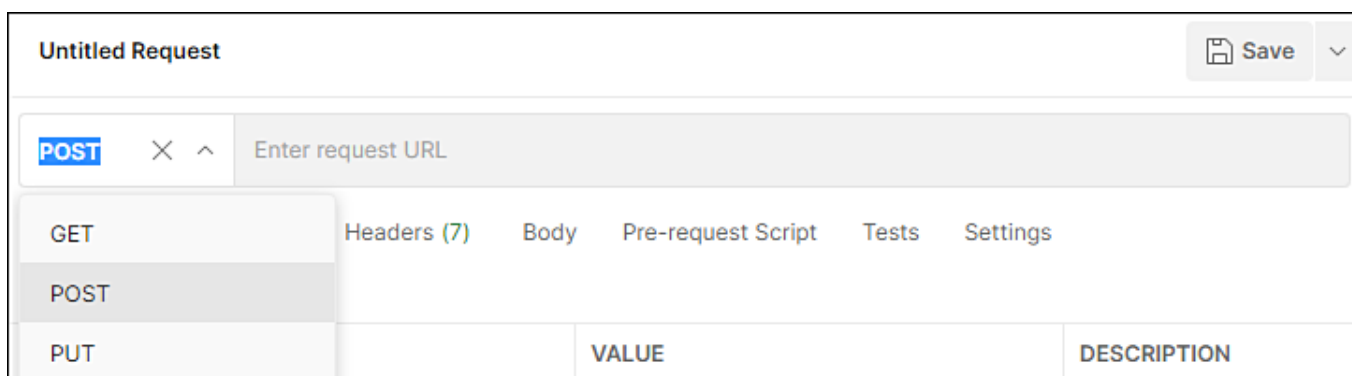 Untitled Request
Save
POST
Enter request URL
GET
Headers (7) Body Pre-request Script Tests Settings
POST
PUT
VALUE DESCRIPTION